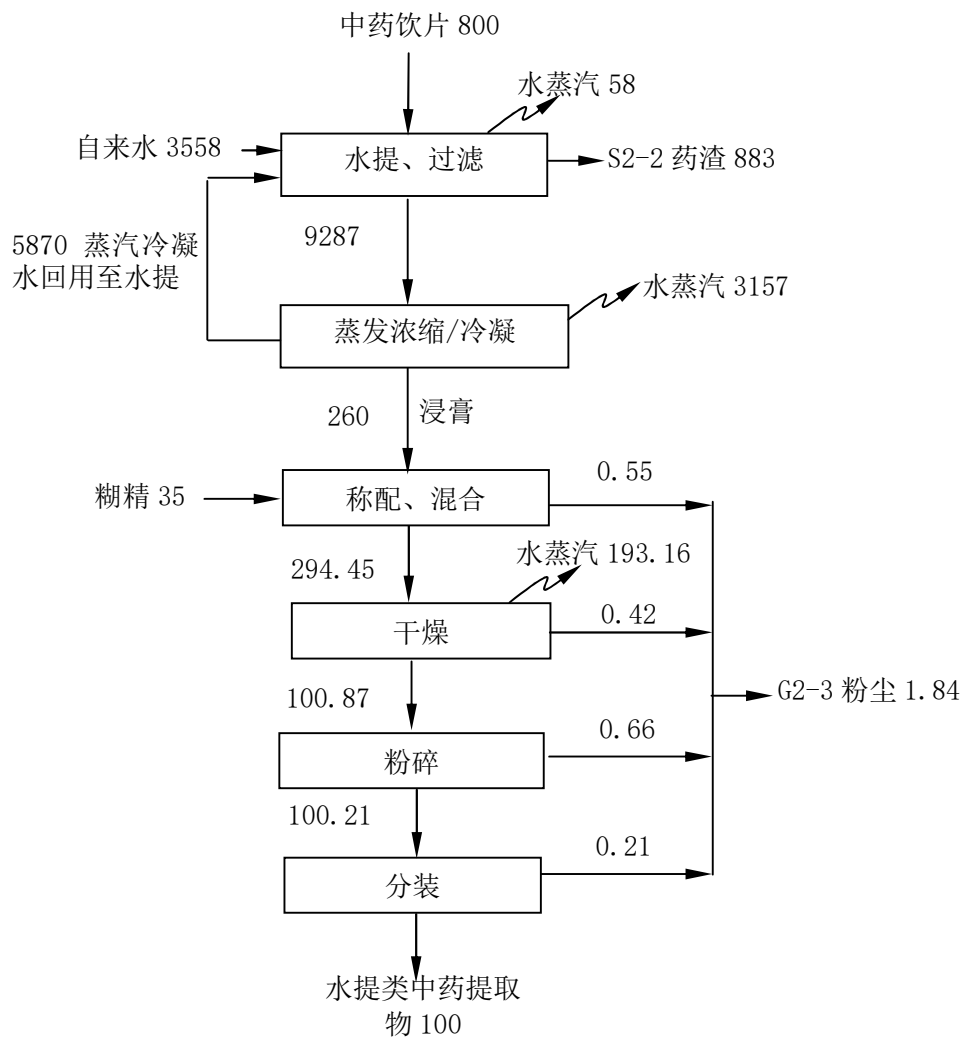 中药饮片 800
水蒸汽 58
自来水 3558
水提、过滤
S2-2 药渣 883
5870 蒸汽冷凝
水回用至水提
9287
水蒸汽 3157
蒸发浓缩/冷凝
260
浸膏
0.55
糊精 35
称配、混合
294.45
水蒸汽 193.16
干燥
0.42
100.87
G2-3 粉尘 1.84
粉碎
0.66
100.21
0.21
分装
水提类中药提取
物 100